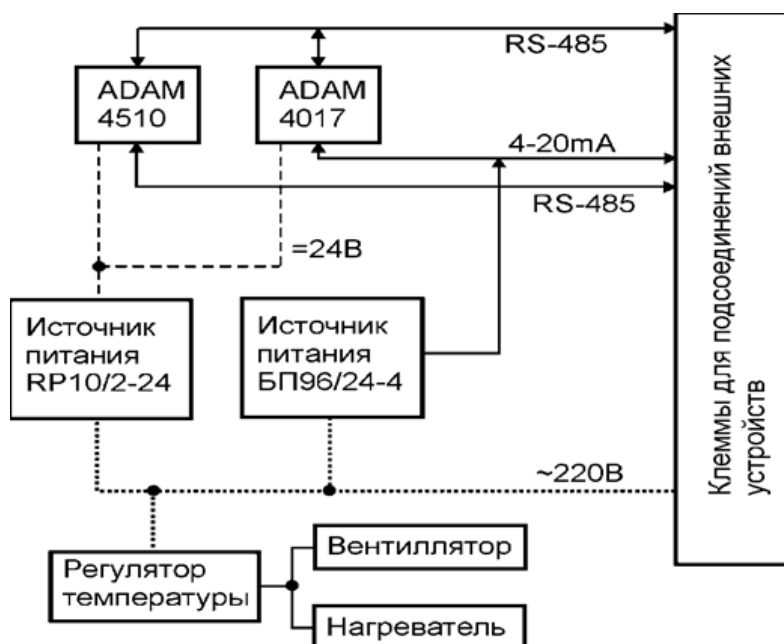 RS-485
ADAM
4510
ADAM
4017
4-20mA
RS-485
=24В
Источник
питания
RP10/2-24
Источник
питания
БП96/24-4
~220В
Регулятор
температуры
Вентиллятор
Нагреватель
Клеммы для подсоединений внешних
устройств